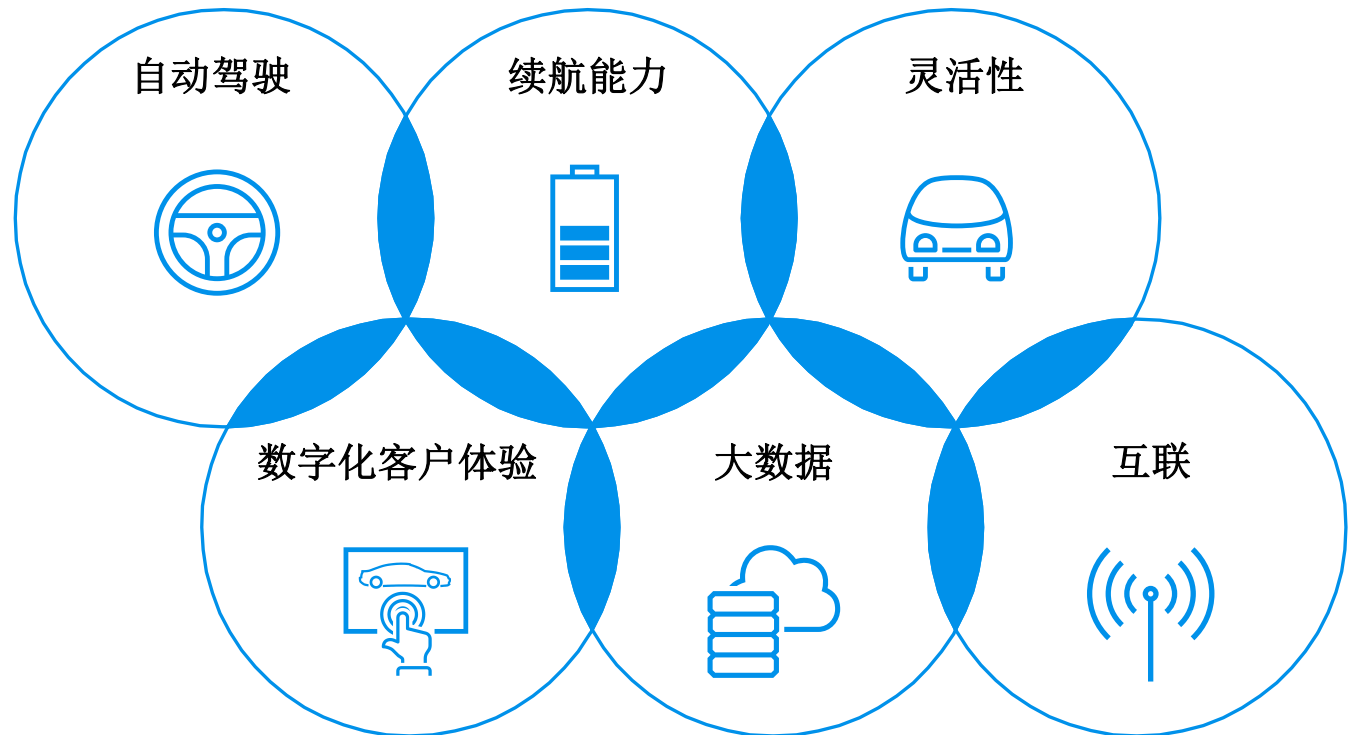 自动驾驶
续航能力
灵活性
数字化客户体验
大数据
互联